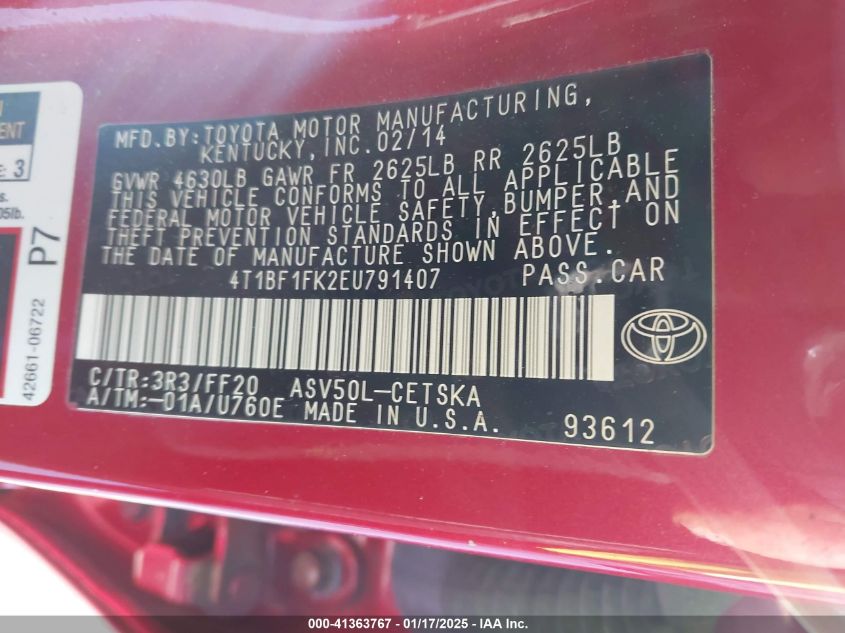 MENT
: 3
s.
05lb.
P7
42661-06722
MFD.BY:TOYOTA MOTOR MANUFACTURING,
KENTUCKY,INC.02/14
GVWR 4630LB GAWR FR 2625LB RR 2625LB
THIS VEHICLE CONFORMS TO ALL APPLICABLE
FEDERAL MOTOR VEHICLE SAFETY,BUMPER,AND
THEFT PREVENTION STANDARDS IN EFFECT ON
THE DATE OF MANUFACTURE SHOWN ABOVE.
4T1BF1FK2EU791407 PASS.CAR
C/TR:3R3/FF20 ASV50L-CETSKA
A/TM:-01A/U760E MADE IN U.S.A.
93612
000-41363767 - 01/17/2025 - IAA Inc.